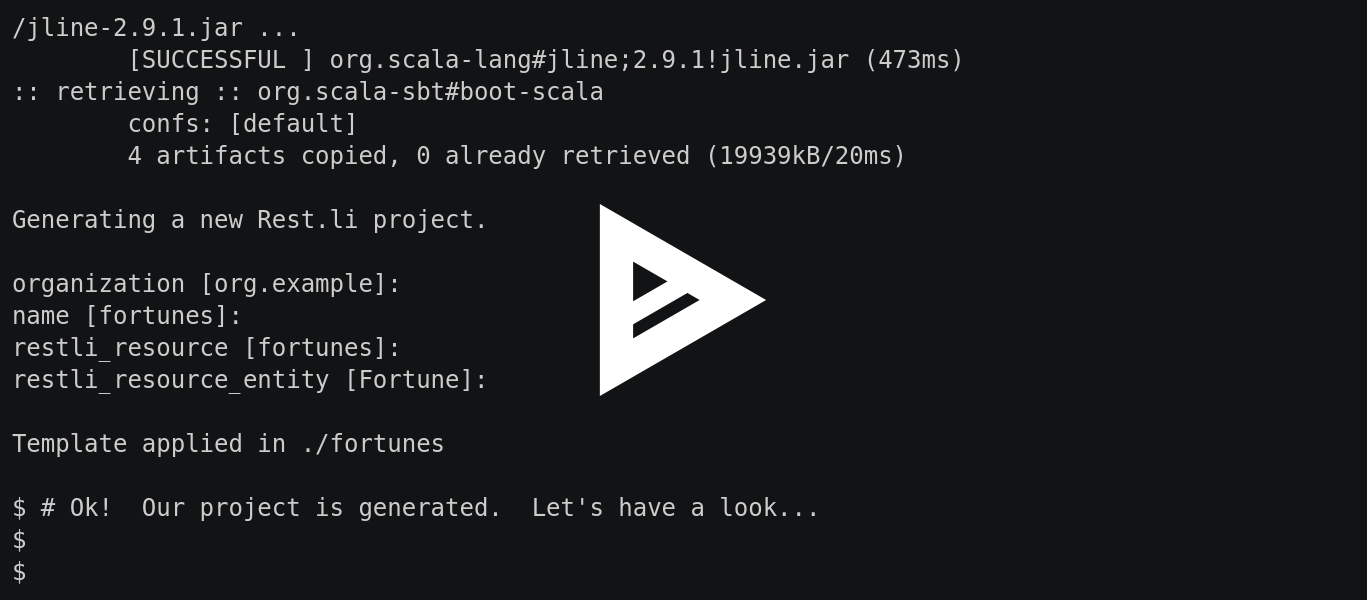 /jline-2.9.1.jar ...
[SUCCESSFUL ] org.scala-lang#jline;2.9.1!jline.jar (473ms)
:: retrieving :: org.scala-sbt#boot-scala
confs: [default]
4 artifacts copied, 0 already retrieved (19939kB/20ms)
Generating a new Rest.li project.
organization [org.example]:
name [fortunes]:
restli_resource [fortunes]:
restli_resource_entity [Fortune]:
Template applied in ./fortunes
$ # Ok!  Our project is generated.  Let's have a look...
$
$